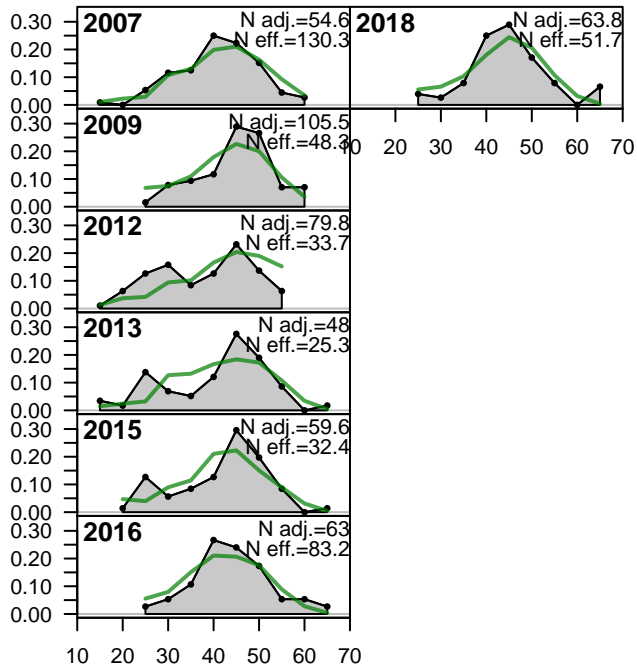 2007
N adj.=54.6
N eff.=130.3
0.30
0.20
0.10
0.00
2018
N adj.=63.8
N eff.=51.7
10 20 30 40 50 60 70
2009
N adj.=105.5
N eff.=48.3
0.30
0.20
0.10
0.00
2012
N adj.=79.8
N eff.=33.7
0.30
0.20
0.10
0.00
2013
N adj.=48
N eff.=25.3
0.30
0.20
0.10
0.00
2015
N adj.=59.6
N eff.=32.4
0.30
0.20
0.10
0.00
2016
N adj.=63
N eff.=83.2
0.30
0.20
0.10
0.00
10 20 30 40 50 60 70